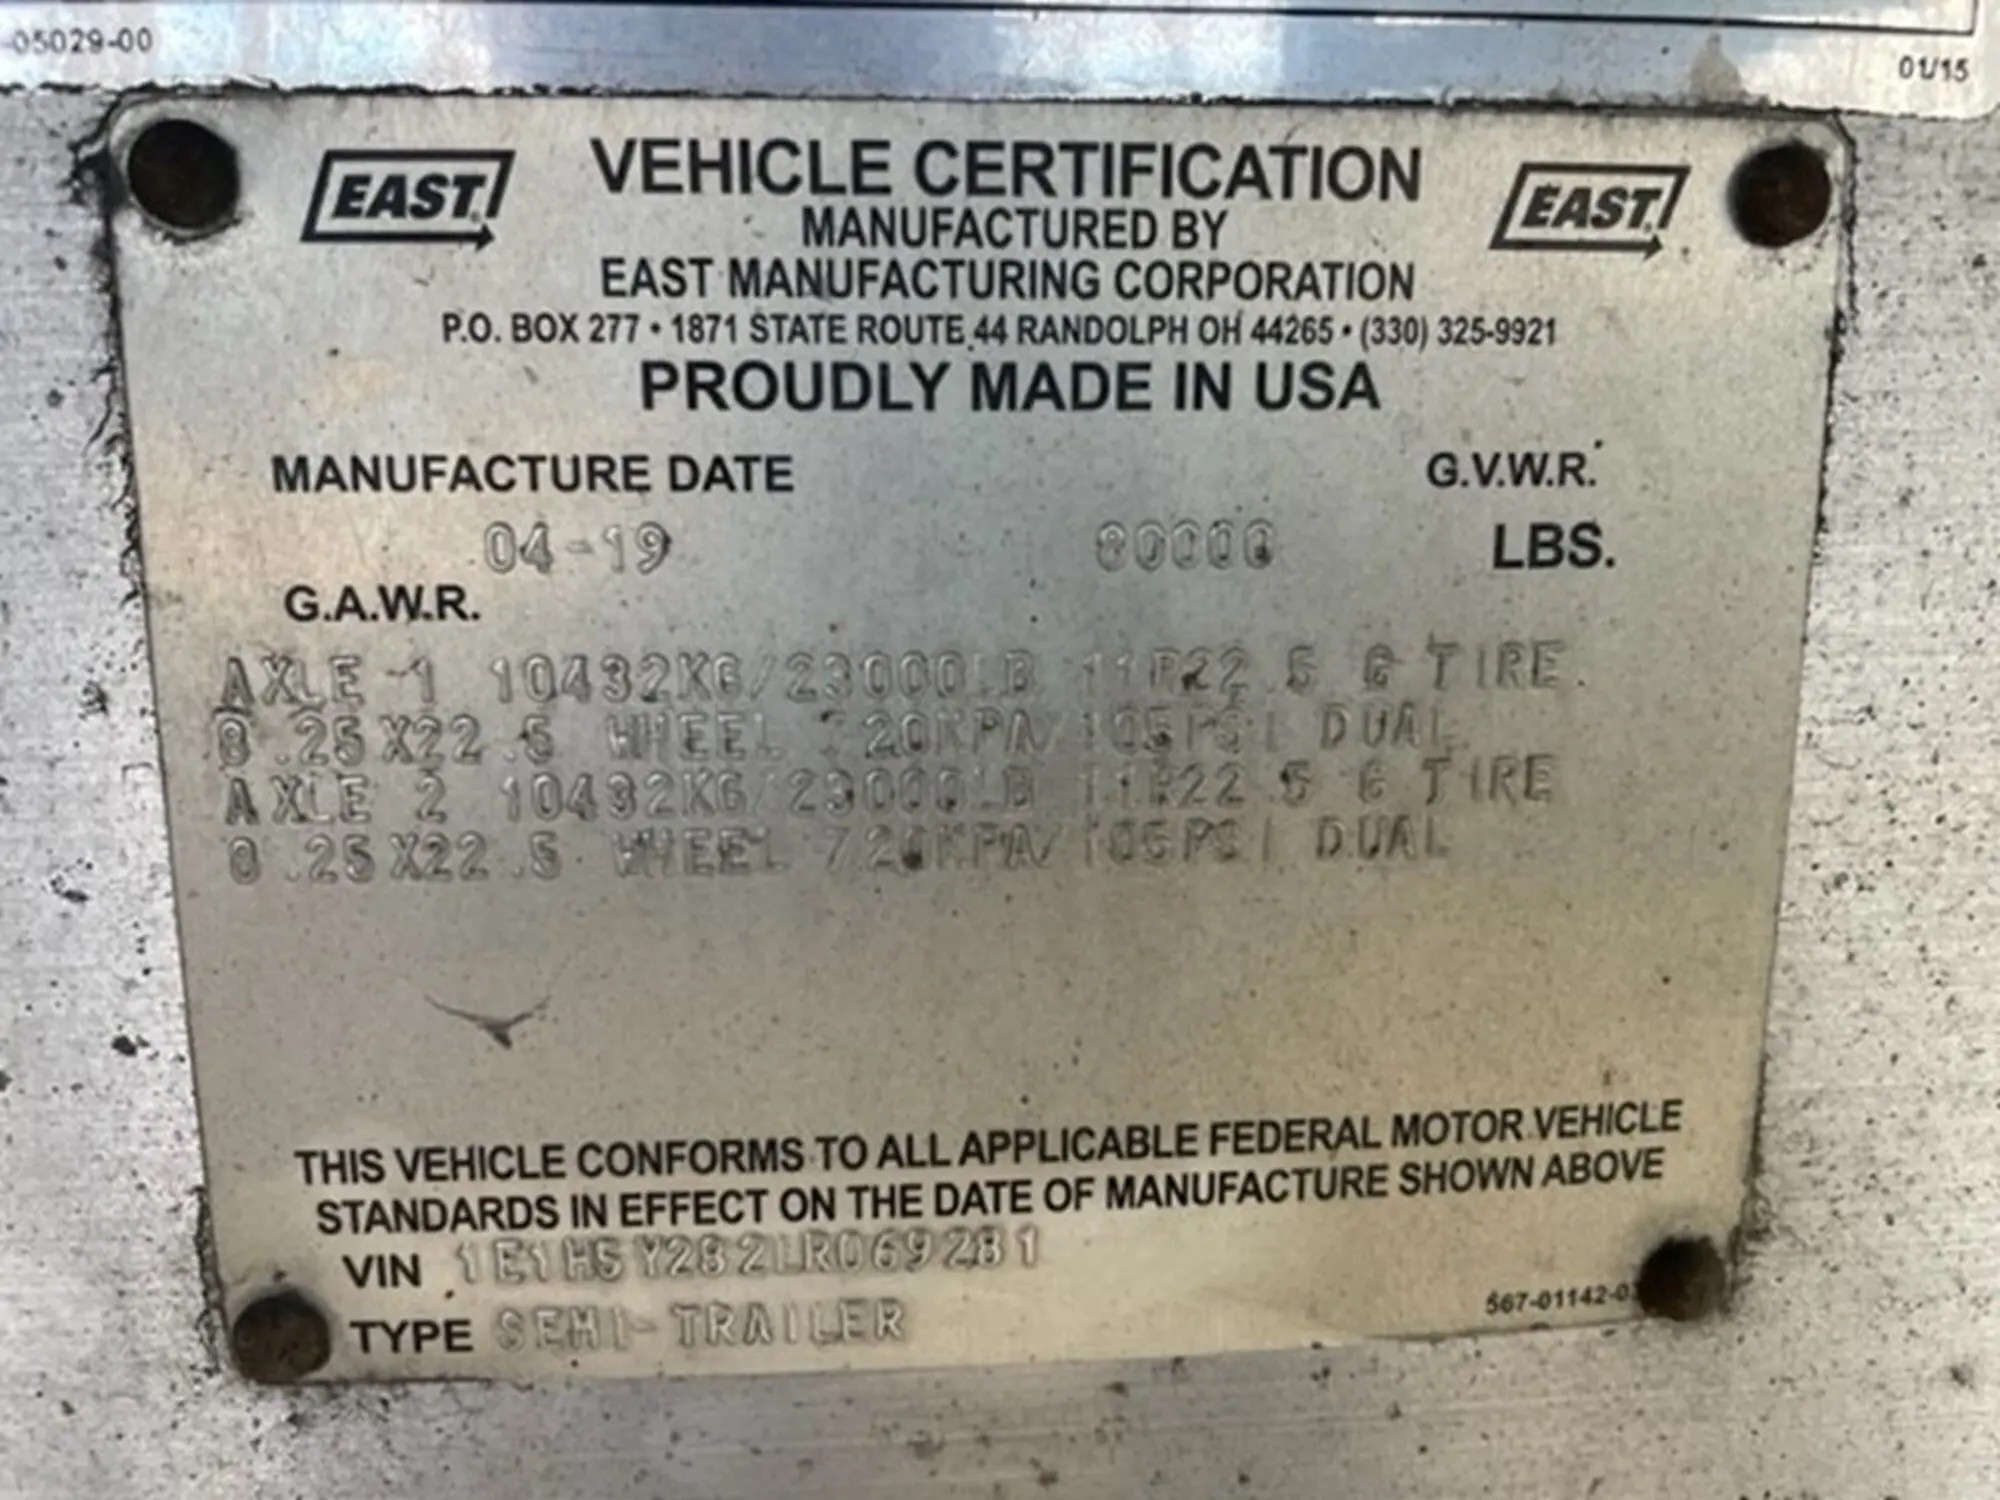 05029-00
01/15
EAST
VEHICLE CERTIFICATION
EAST
MANUFACTURED BY
EAST MANUFACTURING CORPORATION
P.O. BOX 277 • 1871 STATE ROUTE 44 RANDOLPH OH 44265 • (330) 325-9921
PROUDLY MADE IN USA
MANUFACTURE DATE G.V.W.R.
04-19 80000 LBS.
G.A.W.R.
AXLE 1 10432KG/23000LB 11R22.5 G TIRE
8.25X22.5 WHEEL 720KPA/105PSI DUAL
AXLE 2 10432KG/23000LB 11R22.5 G TIRE
8.25X22.5 WHEEL 720KPA/105PSI DUAL
THIS VEHICLE CONFORMS TO ALL APPLICABLE FEDERAL MOTOR VEHICLE
STANDARDS IN EFFECT ON THE DATE OF MANUFACTURE SHOWN ABOVE
VIN 1E1H5Y282LR069281
TYPE SEMI-TRAILER